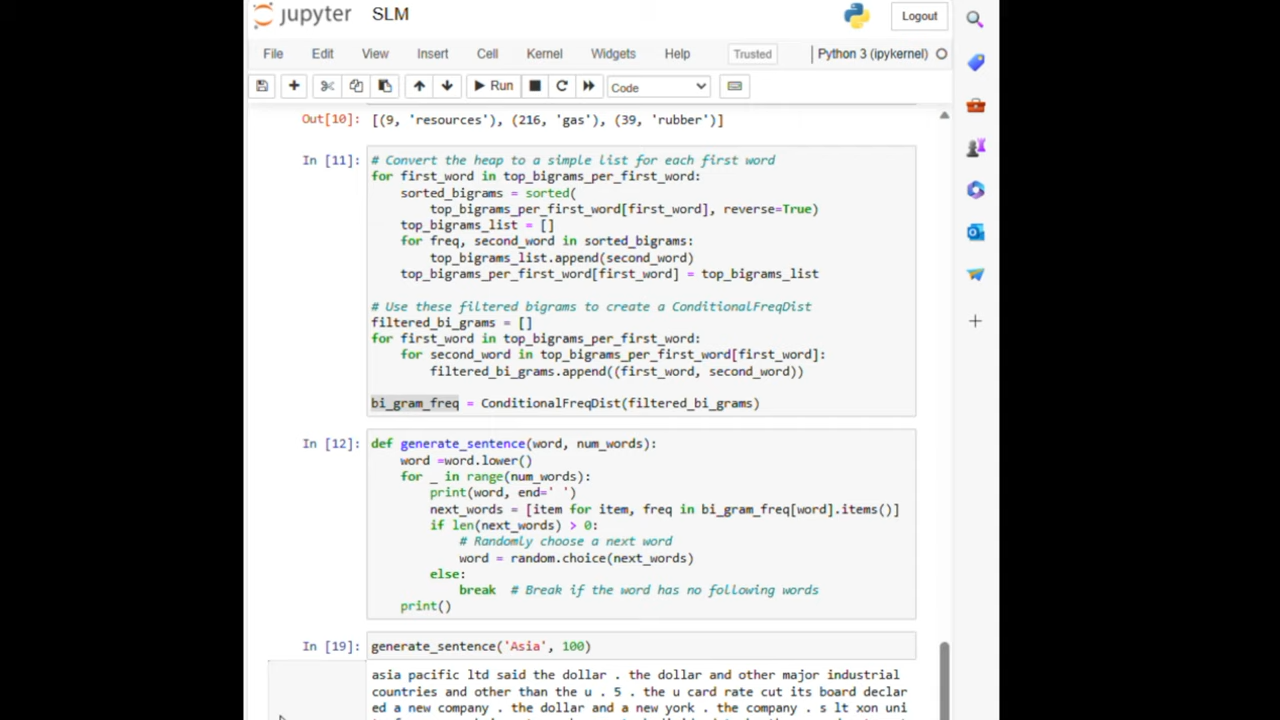 jupyter SLM Logout
File Edit View Insert Cell Kernel Widgets Help Trusted Python 3 (ipykernel)
Run Code
Out[10]: [(9, 'resources'), (216, 'gas'), (39, 'rubber')]
In [11]: # Convert the heap to a simple list for each first word
for first_word in top_bigrams_per_first_word:
    sorted_bigrams = sorted(
        top_bigrams_per_first_word[first_word], reverse=True)
    top_bigrams_list = []
    for freq, second_word in sorted_bigrams:
        top_bigrams_list.append(second_word)
    top_bigrams_per_first_word[first_word] = top_bigrams_list
# Use these filtered bigrams to create a ConditionalFreqDist
filtered_bi_grams = []
for first_word in top_bigrams_per_first_word:
    for second_word in top_bigrams_per_first_word[first_word]:
        filtered_bi_grams.append((first_word, second_word))
bi_gram_freq = ConditionalFreqDist(filtered_bi_grams)
In [12]: def generate_sentence(word, num_words):
    word =word.lower()
    for _ in range(num_words):
        print(word, end=' ')
        next_words = [item for item, freq in bi_gram_freq[word].items()]
        if len(next_words) > 0:
            # Randomly choose a next word
            word = random.choice(next_words)
        else:
            break # Break if the word has no following words
    print()
In [19]: generate_sentence('Asia', 100)
asia pacific ltd said the dollar . the dollar and other major industrial
countries and other than the u . 5 . the u card rate cut its board declar
ed a new company . the dollar and a new york . the company . s lt xon uni